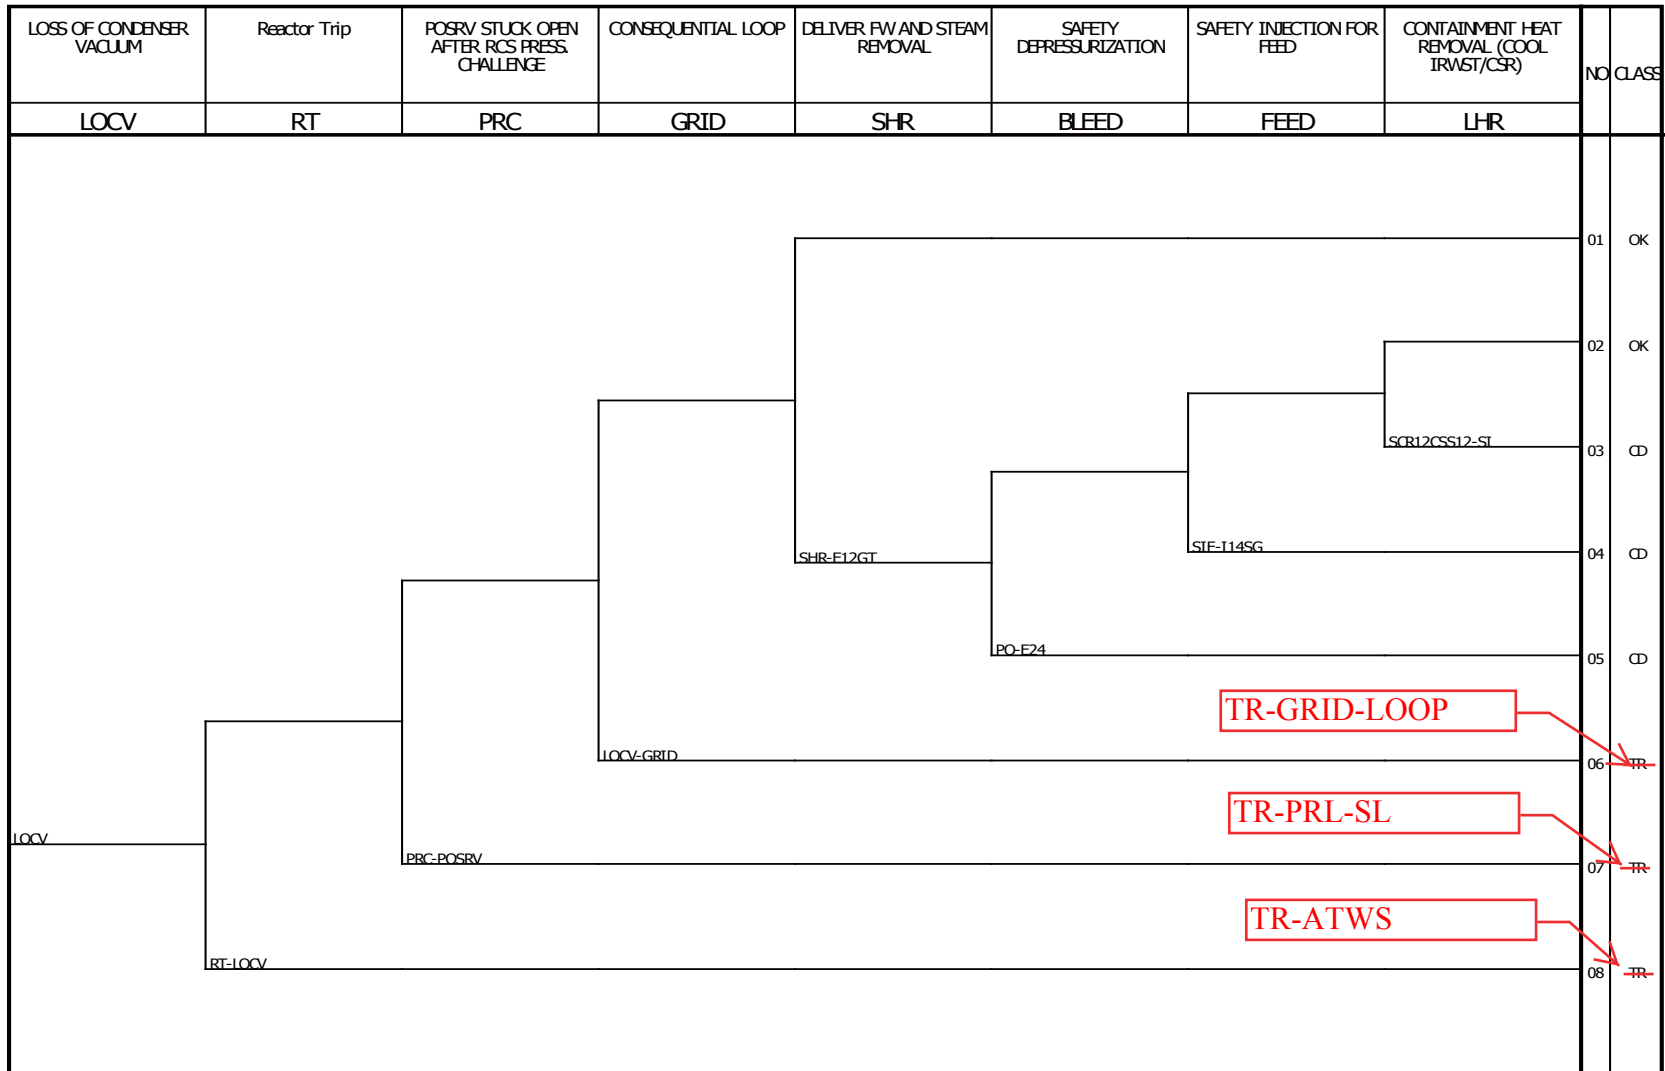 LOSS OF CONDENSER
VACUUM
Reactor Trip
POSRV STUCK OPEN
AFTER RCS PRESS.
CHALLENGE
CONSEQUENTIAL LOOP
DELIVER FW AND STEAM
REMOVAL
SAFETY
DEPRESSURIZATION
SAFETY INJECTION FOR
FEED
CONTAINMENT HEAT
REMOVAL (COOL
IRWST/CSR)
NO
CLASS
LOCV
RT
PRC
GRID
SHR
BLEED
FEED
LHR
01 OK
02 OK
SCR12CSS12-SI
03 CD
SHR-F12GT
SIF-I14SG
04 CD
PO-F24
05 CD
TR-GRID-LOOP
LOCV-GRID
06 TR
TR-PRL-SL
LOCV
PRC-POSRV
07 TR
TR-ATWS
RT-LOCV
08 TR